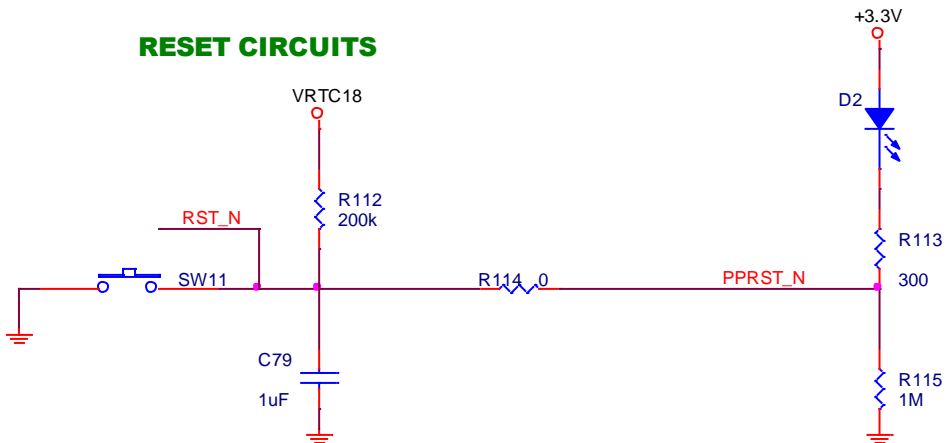 +3.3V
RESET CIRCUITS
VRTC18
D2
R112
200k
RST_N
R113
SW11
R114 0
PPRST_N
300
C79
1uF
R115
1M